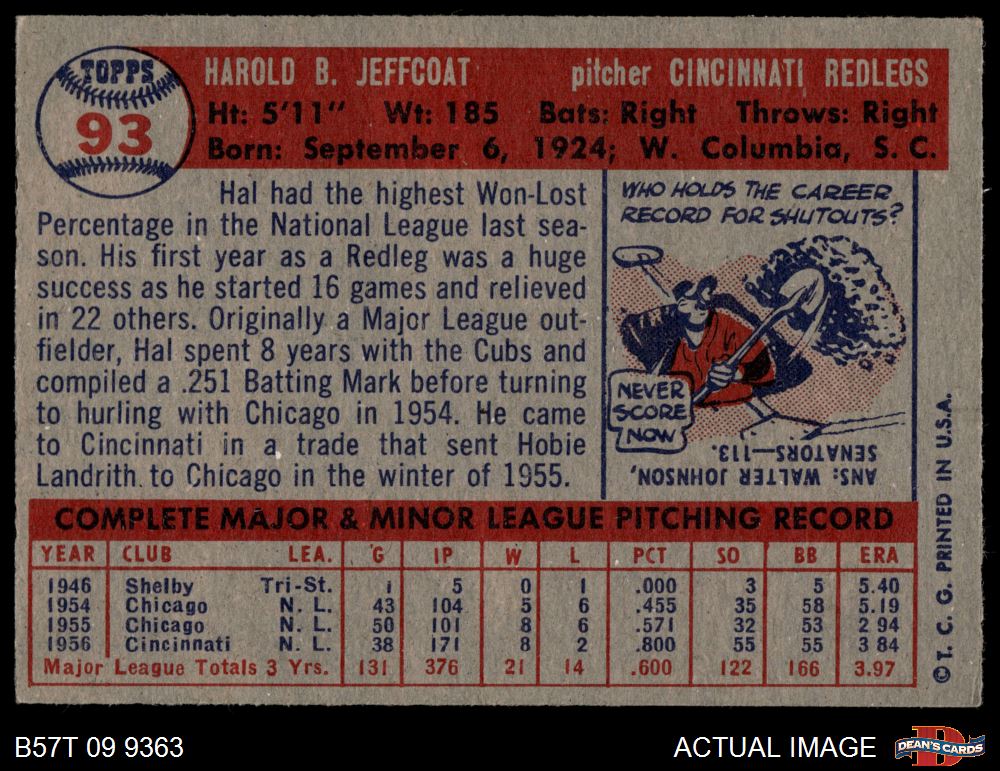 TOPPS
93
HAROLD B. JEFFCOAT pitcher CINCINNATI REDLEGS
Ht: 5'11" Wt: 185 Bats: Right Throws: Right
Born: September 6, 1924; W. Columbia, S. C.
Hal had the highest Won-Lost
Percentage in the National League last sea-
son. His first year as a Redleg was a huge
success as he started 16 games and relieved
in 22 others. Originally a Major League out-
fielder, Hal spent 8 years with the Cubs and
compiled a .251 Batting Mark before turning
to hurling with Chicago in 1954. He came
to Cincinnati in a trade that sent Hobie
Landrith to Chicago in the winter of 1955.
WHO HOLDS THE CAREER
RECORD FOR SHUTOUTS?
NEVER
SCORE
NOW
ANS: WALTER JOHNSON,
SENATORS—113.
COMPLETE MAJOR & MINOR LEAGUE PITCHING RECORD
YEAR CLUB LEA. G IP W L PCT SO BB ERA
1946 Shelby Tri-St. 1 5 0 1 .000 3 5 5.40
1954 Chicago N. L. 43 104 5 6 .455 35 58 5.19
1955 Chicago N. L. 50 101 8 6 .571 32 53 2 94
1956 Cincinnati N. L. 38 171 8 2 .800 55 55 3 84
Major League Totals 3 Yrs. 131 376 21 14 .600 122 166 3.97
© T. C. G. PRINTED IN U.S.A.
B57T 09 9363
ACTUAL IMAGE
DEAN'S CARDS